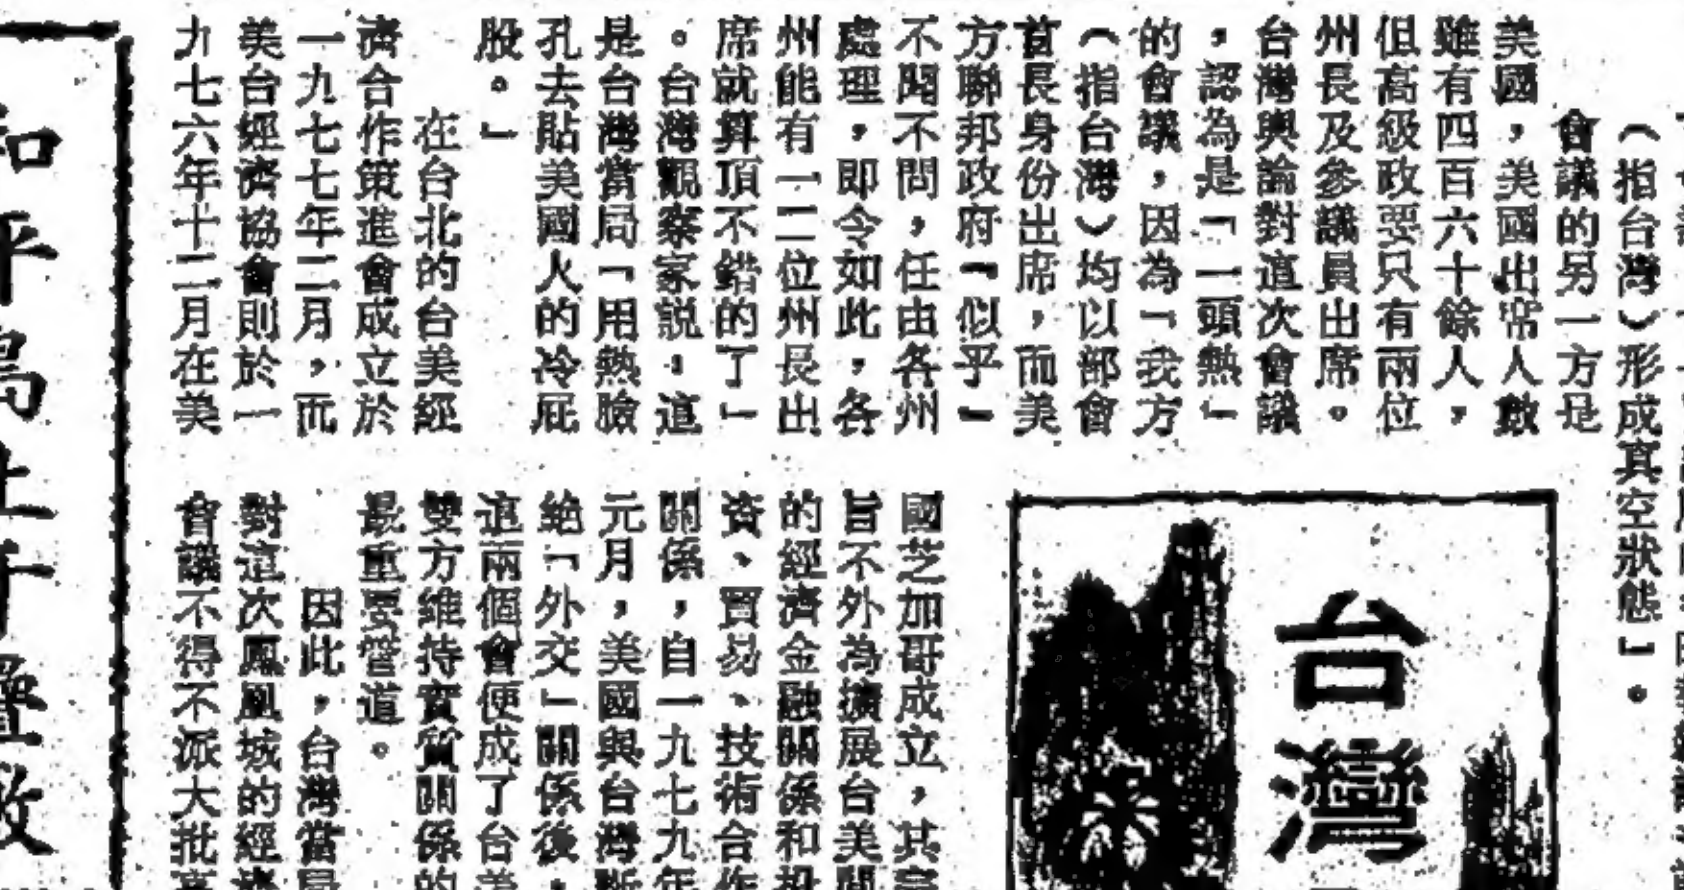 （指台灣）形成真空狀態」。
會議的另一方是
美國，美國出席人數
雖有四百六十餘人，
但高級政要只有兩位
州長及參議員出席。
台灣輿論對這次會議
，認為是「一頭熱」
的會議，因為「我方
（指台灣）均以部會
首長身份出席，而美
方聯邦政府「似乎」
不聞不問，任由各州
處理，即令如此，各
州能有一二位州長出
席就算頂不錯的了」
。台灣觀察家說，這
是台灣當局「用熱臉
孔去貼美國人的冷屁
股。」
在台北的台美經
濟合作策進會成立於
一九七七年二月，而
美台經濟協會則於一
九七六年十二月在美
國芝加哥成立，其宗
旨不外為擴展台美間
的經濟金融關係和投
資、貿易、技術合作
關係，自一九七九年
元月，美國與台灣斷
絕「外交」關係後，
這兩個會便成了台美
雙方維持實質關係的
最重要管道。
因此，台灣當局
對這次鳳凰城的經濟
會議不得不派大批高
台灣